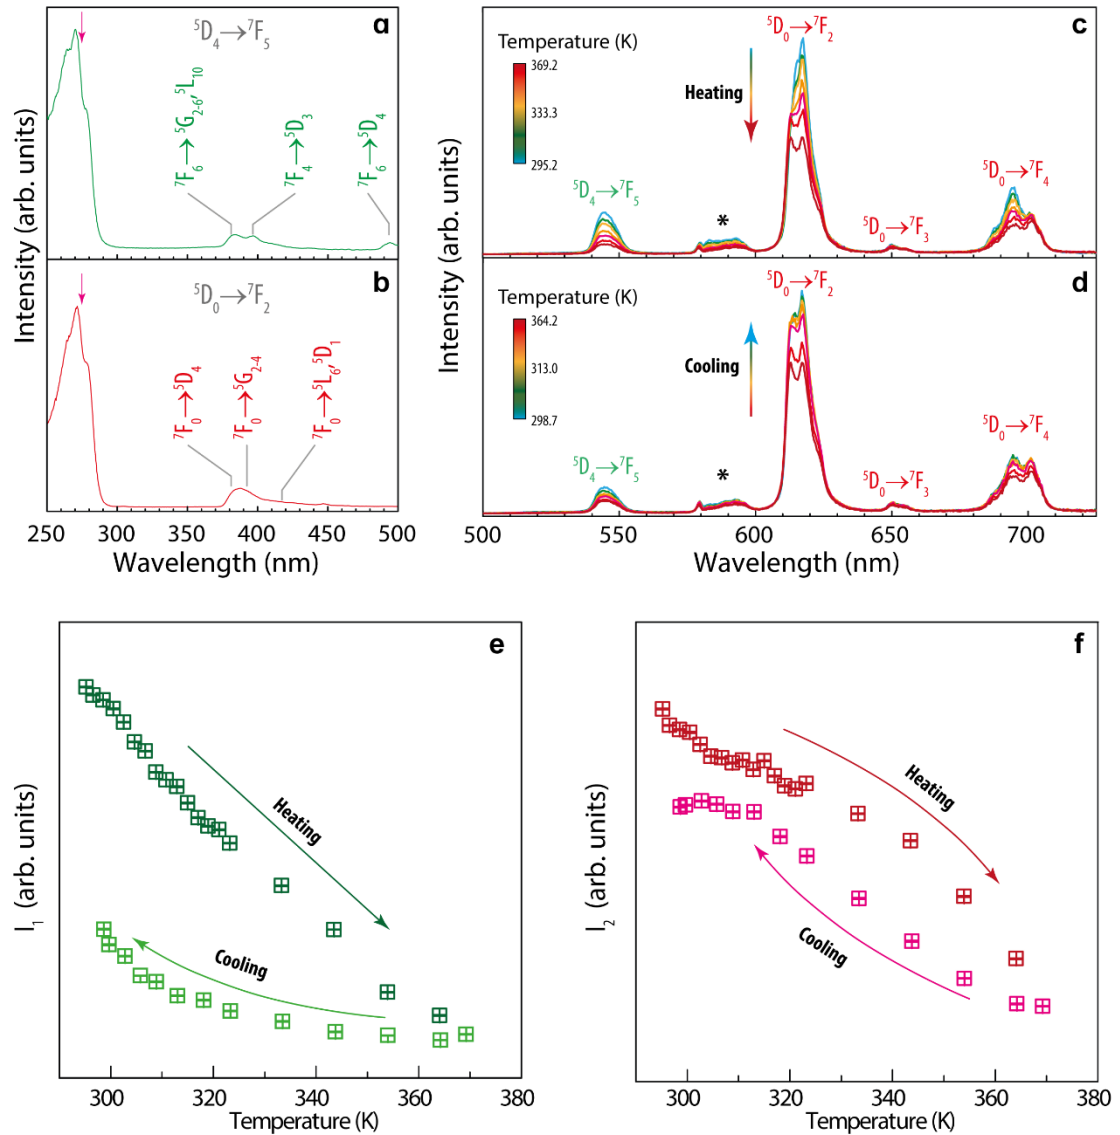 a
⁵D₄→⁷F₅
⁷F₆→⁵G₂₋₆,⁵L₁₀
⁷F₄→⁵D₃
⁷F₆→⁵D₄
Intensity (arb. units)
b
⁵D₀→⁷F₂
⁷F₀→⁵D₄
⁷F₀→⁵G₂₋₄
⁷F₀→⁵L₆,⁵D₁
250 300 350 400 450 500
Wavelength (nm)
c
⁵D₀→⁷F₂
Temperature (K)
369.2
333.3
295.2
Heating
⁵D₄→⁷F₅
*
⁵D₀→⁷F₃
⁵D₀→⁷F₄
Intensity (arb. units)
d
⁵D₀→⁷F₂
Temperature (K)
364.2
313.0
298.7
Cooling
⁵D₄→⁷F₅
*
⁵D₀→⁷F₃
⁵D₀→⁷F₄
500 550 600 650 700
Wavelength (nm)
e
Heating
Cooling
I₁ (arb. units)
300 320 340 360 380
Temperature (K)
f
Heating
Cooling
I₂ (arb. units)
300 320 340 360 380
Temperature (K)